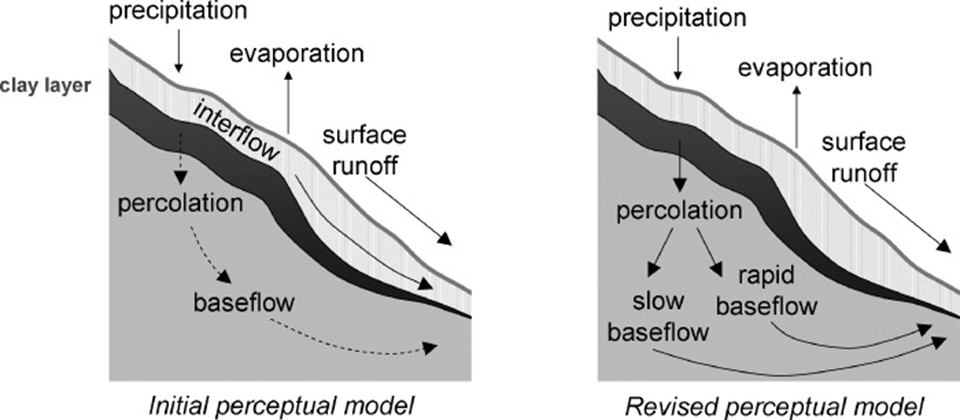 precipitation
evaporation
clay layer
interflow
surface
runoff
percolation
baseflow
Initial perceptual model
precipitation
evaporation
surface
runoff
percolation
rapid
baseflow
slow
baseflow
Revised perceptual model